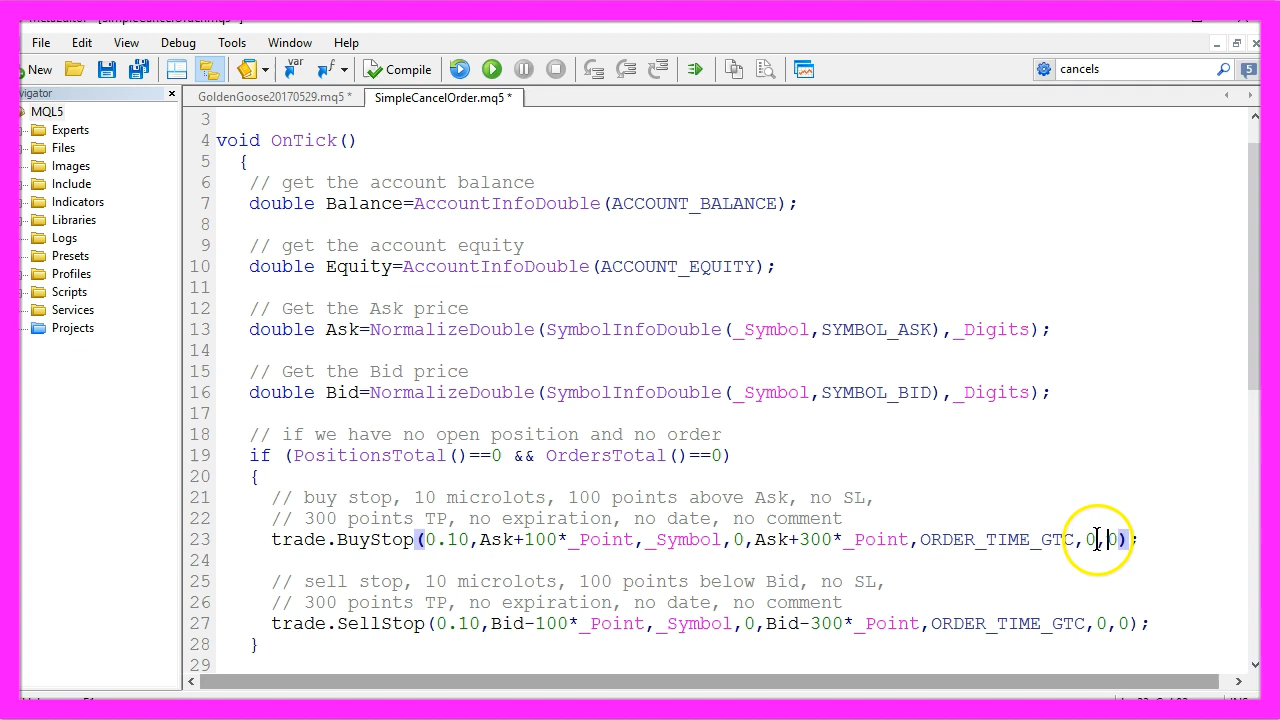 MetaEditor - [SimpleCancelOrder.mq5 *]
File Edit View Debug Tools Window Help
New Compile cancels 5
vigator × GoldenGoose20170529.mq5 * SimpleCancelOrder.mq5 *
MQL5
Experts
Files
Images
Include
Indicators
Libraries
Logs
Presets
Profiles
Scripts
Services
Projects
3
4 void OnTick()
5 {
6 // get the account balance
7 double Balance=AccountInfoDouble(ACCOUNT_BALANCE);
8
9 // get the account equity
10 double Equity=AccountInfoDouble(ACCOUNT_EQUITY);
11
12 // Get the Ask price
13 double Ask=NormalizeDouble(SymbolInfoDouble(_Symbol,SYMBOL_ASK),_Digits);
14
15 // Get the Bid price
16 double Bid=NormalizeDouble(SymbolInfoDouble(_Symbol,SYMBOL_BID),_Digits);
17
18 // if we have no open position and no order
19 if (PositionsTotal()==0 && OrdersTotal()==0)
20 {
21 // buy stop, 10 microlots, 100 points above Ask, no SL,
22 // 300 points TP, no expiration, no date, no comment
23 trade.BuyStop(0.10,Ask+100*_Point,_Symbol,0,Ask+300*_Point,ORDER_TIME_GTC,0,0);
24
25 // sell stop, 10 microlots, 100 points below Bid, no SL,
26 // 300 points TP, no expiration, no date, no comment
27 trade.SellStop(0.10,Bid-100*_Point,_Symbol,0,Bid-300*_Point,ORDER_TIME_GTC,0,0);
28 }
29